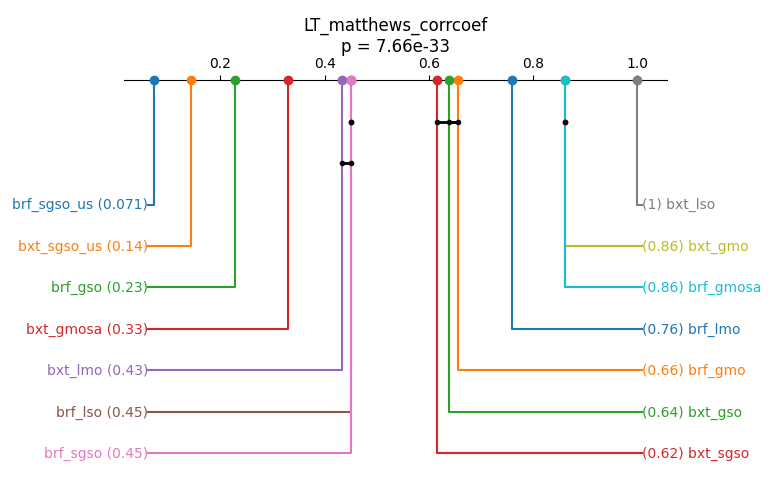 LT_matthews_corrcoef
p = 7.66e-33
0.2 0.4 0.6 0.8 1.0
brf_sgso_us (0.071) (1) bxt_lso
bxt_sgso_us (0.14) (0.86) bxt_gmo
brf_gso (0.23) (0.86) brf_gmosa
bxt_gmosa (0.33) (0.76) brf_lmo
bxt_lmo (0.43) (0.66) brf_gmo
brf_lso (0.45) (0.64) bxt_gso
brf_sgso (0.45) (0.62) bxt_sgso